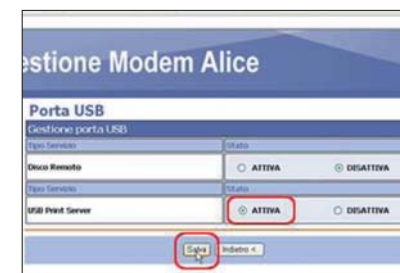 estione Modem Alice
Porta USB
Gestione porta USB
Tipo Servizio Stato
Disco Remoto ATTIVA DISATTIVA
Tipo Servizio Stato
USB Print Server ATTIVA DISATTIVA
Salva Indietro <